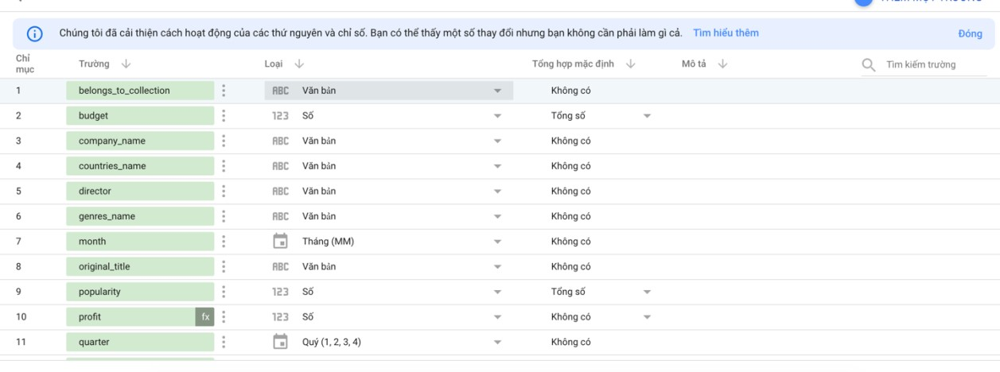 Chúng tôi đã cải thiện cách hoạt động của các thứ nguyên và chỉ số. Bạn có thể thấy một số thay đổi nhưng bạn không cần phải làm gì cả. Tìm hiểu thêm Đóng
Chỉ mục Trường Loại Tổng hợp mặc định Mô tả Tìm kiếm trường
1 belongs_to_collection ABC Văn bản Không có
2 budget 123 Số Tổng số
3 company_name ABC Văn bản Không có
4 countries_name ABC Văn bản Không có
5 director ABC Văn bản Không có
6 genres_name ABC Văn bản Không có
7 month Tháng (MM) Không có
8 original_title ABC Văn bản Không có
9 popularity 123 Số Tổng số
10 profit fx 123 Số Không có
11 quarter Quý (1, 2, 3, 4) Không có